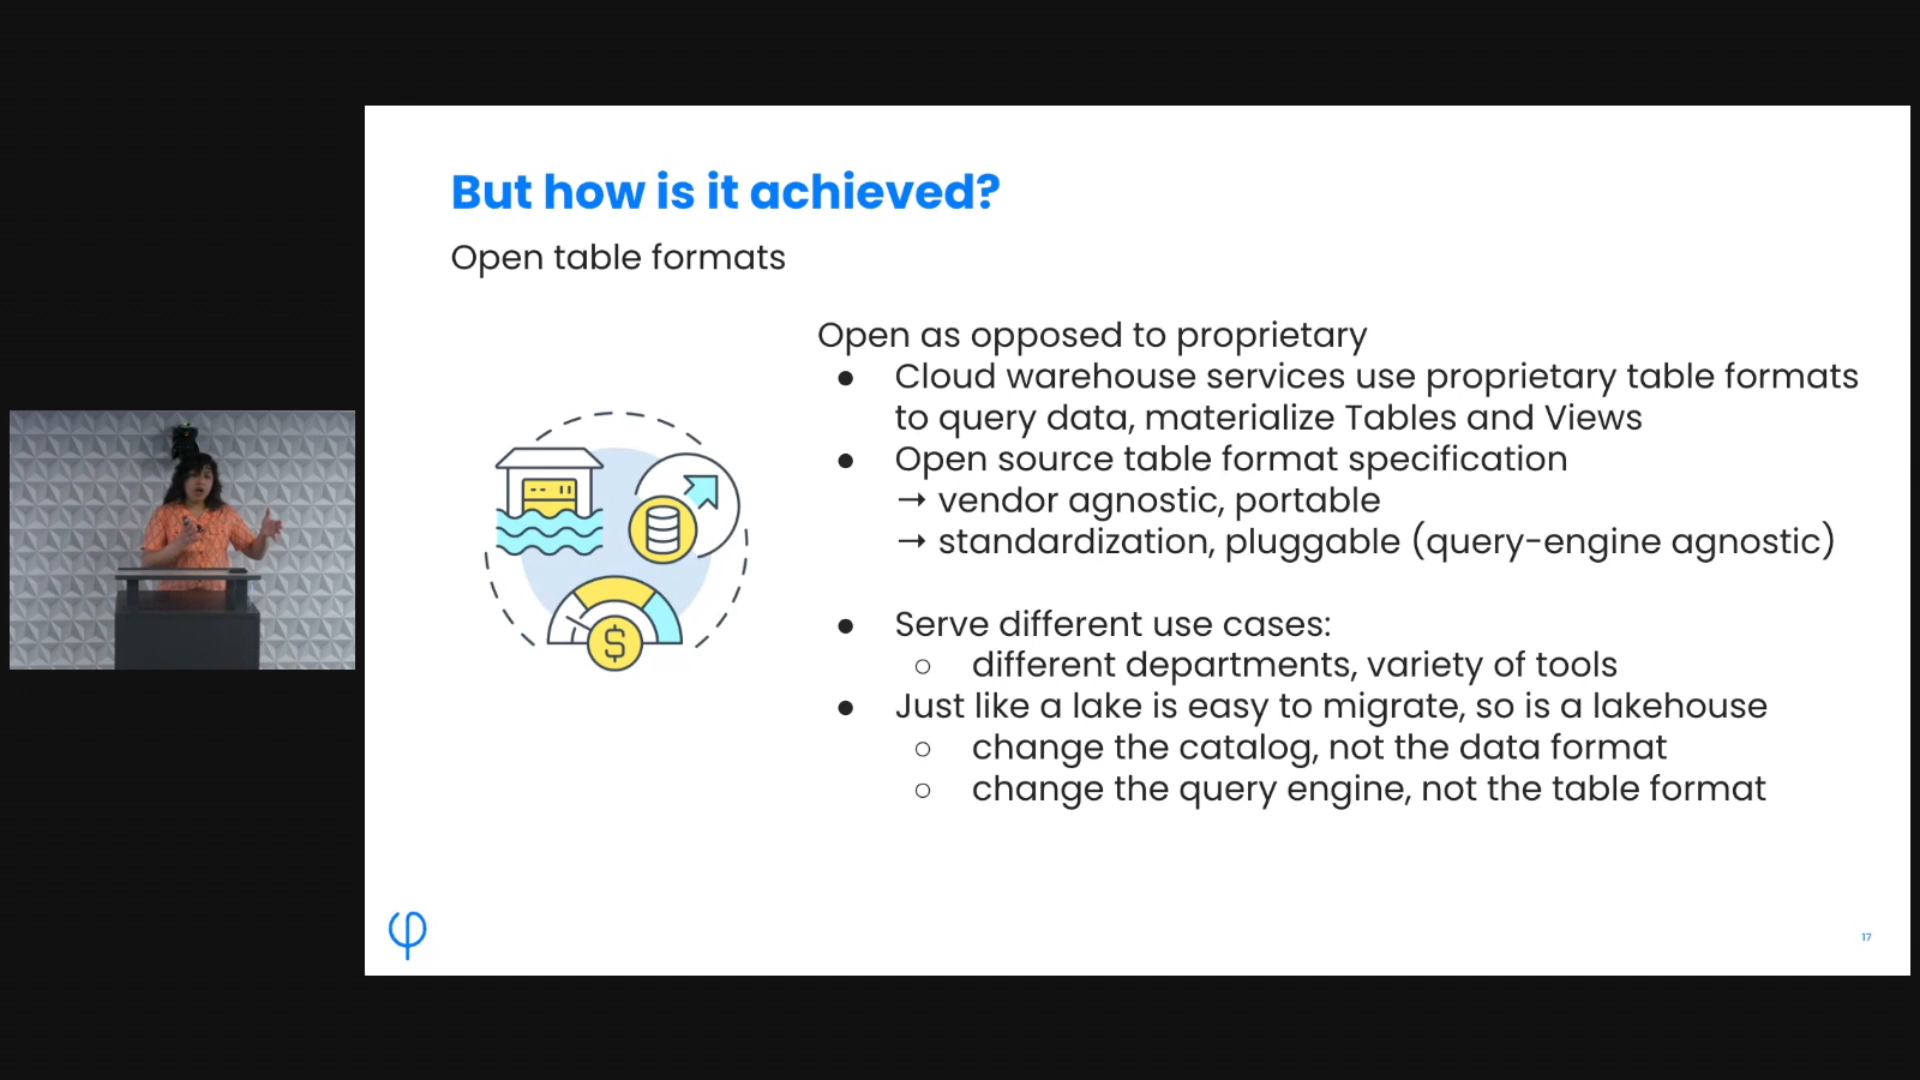 But how is it achieved?
Open table formats
Open as opposed to proprietary
● Cloud warehouse services use proprietary table formats
to query data, materialize Tables and Views
● Open source table format specification
→ vendor agnostic, portable
→ standardization, pluggable (query-engine agnostic)
● Serve different use cases:
○ different departments, variety of tools
● Just like a lake is easy to migrate, so is a lakehouse
○ change the catalog, not the data format
○ change the query engine, not the table format
$
φ
17